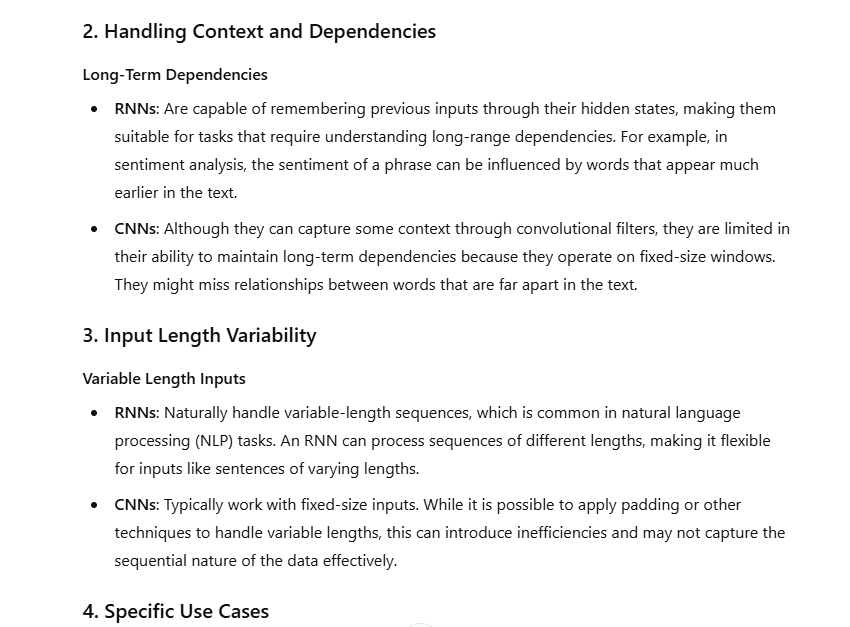 2. Handling Context and Dependencies
Long-Term Dependencies
• RNNs: Are capable of remembering previous inputs through their hidden states, making them
suitable for tasks that require understanding long-range dependencies. For example, in
sentiment analysis, the sentiment of a phrase can be influenced by words that appear much
earlier in the text.
• CNNs: Although they can capture some context through convolutional filters, they are limited in
their ability to maintain long-term dependencies because they operate on fixed-size windows.
They might miss relationships between words that are far apart in the text.
3. Input Length Variability
Variable Length Inputs
• RNNs: Naturally handle variable-length sequences, which is common in natural language
processing (NLP) tasks. An RNN can process sequences of different lengths, making it flexible
for inputs like sentences of varying lengths.
• CNNs: Typically work with fixed-size inputs. While it is possible to apply padding or other
techniques to handle variable lengths, this can introduce inefficiencies and may not capture the
sequential nature of the data effectively.
4. Specific Use Cases